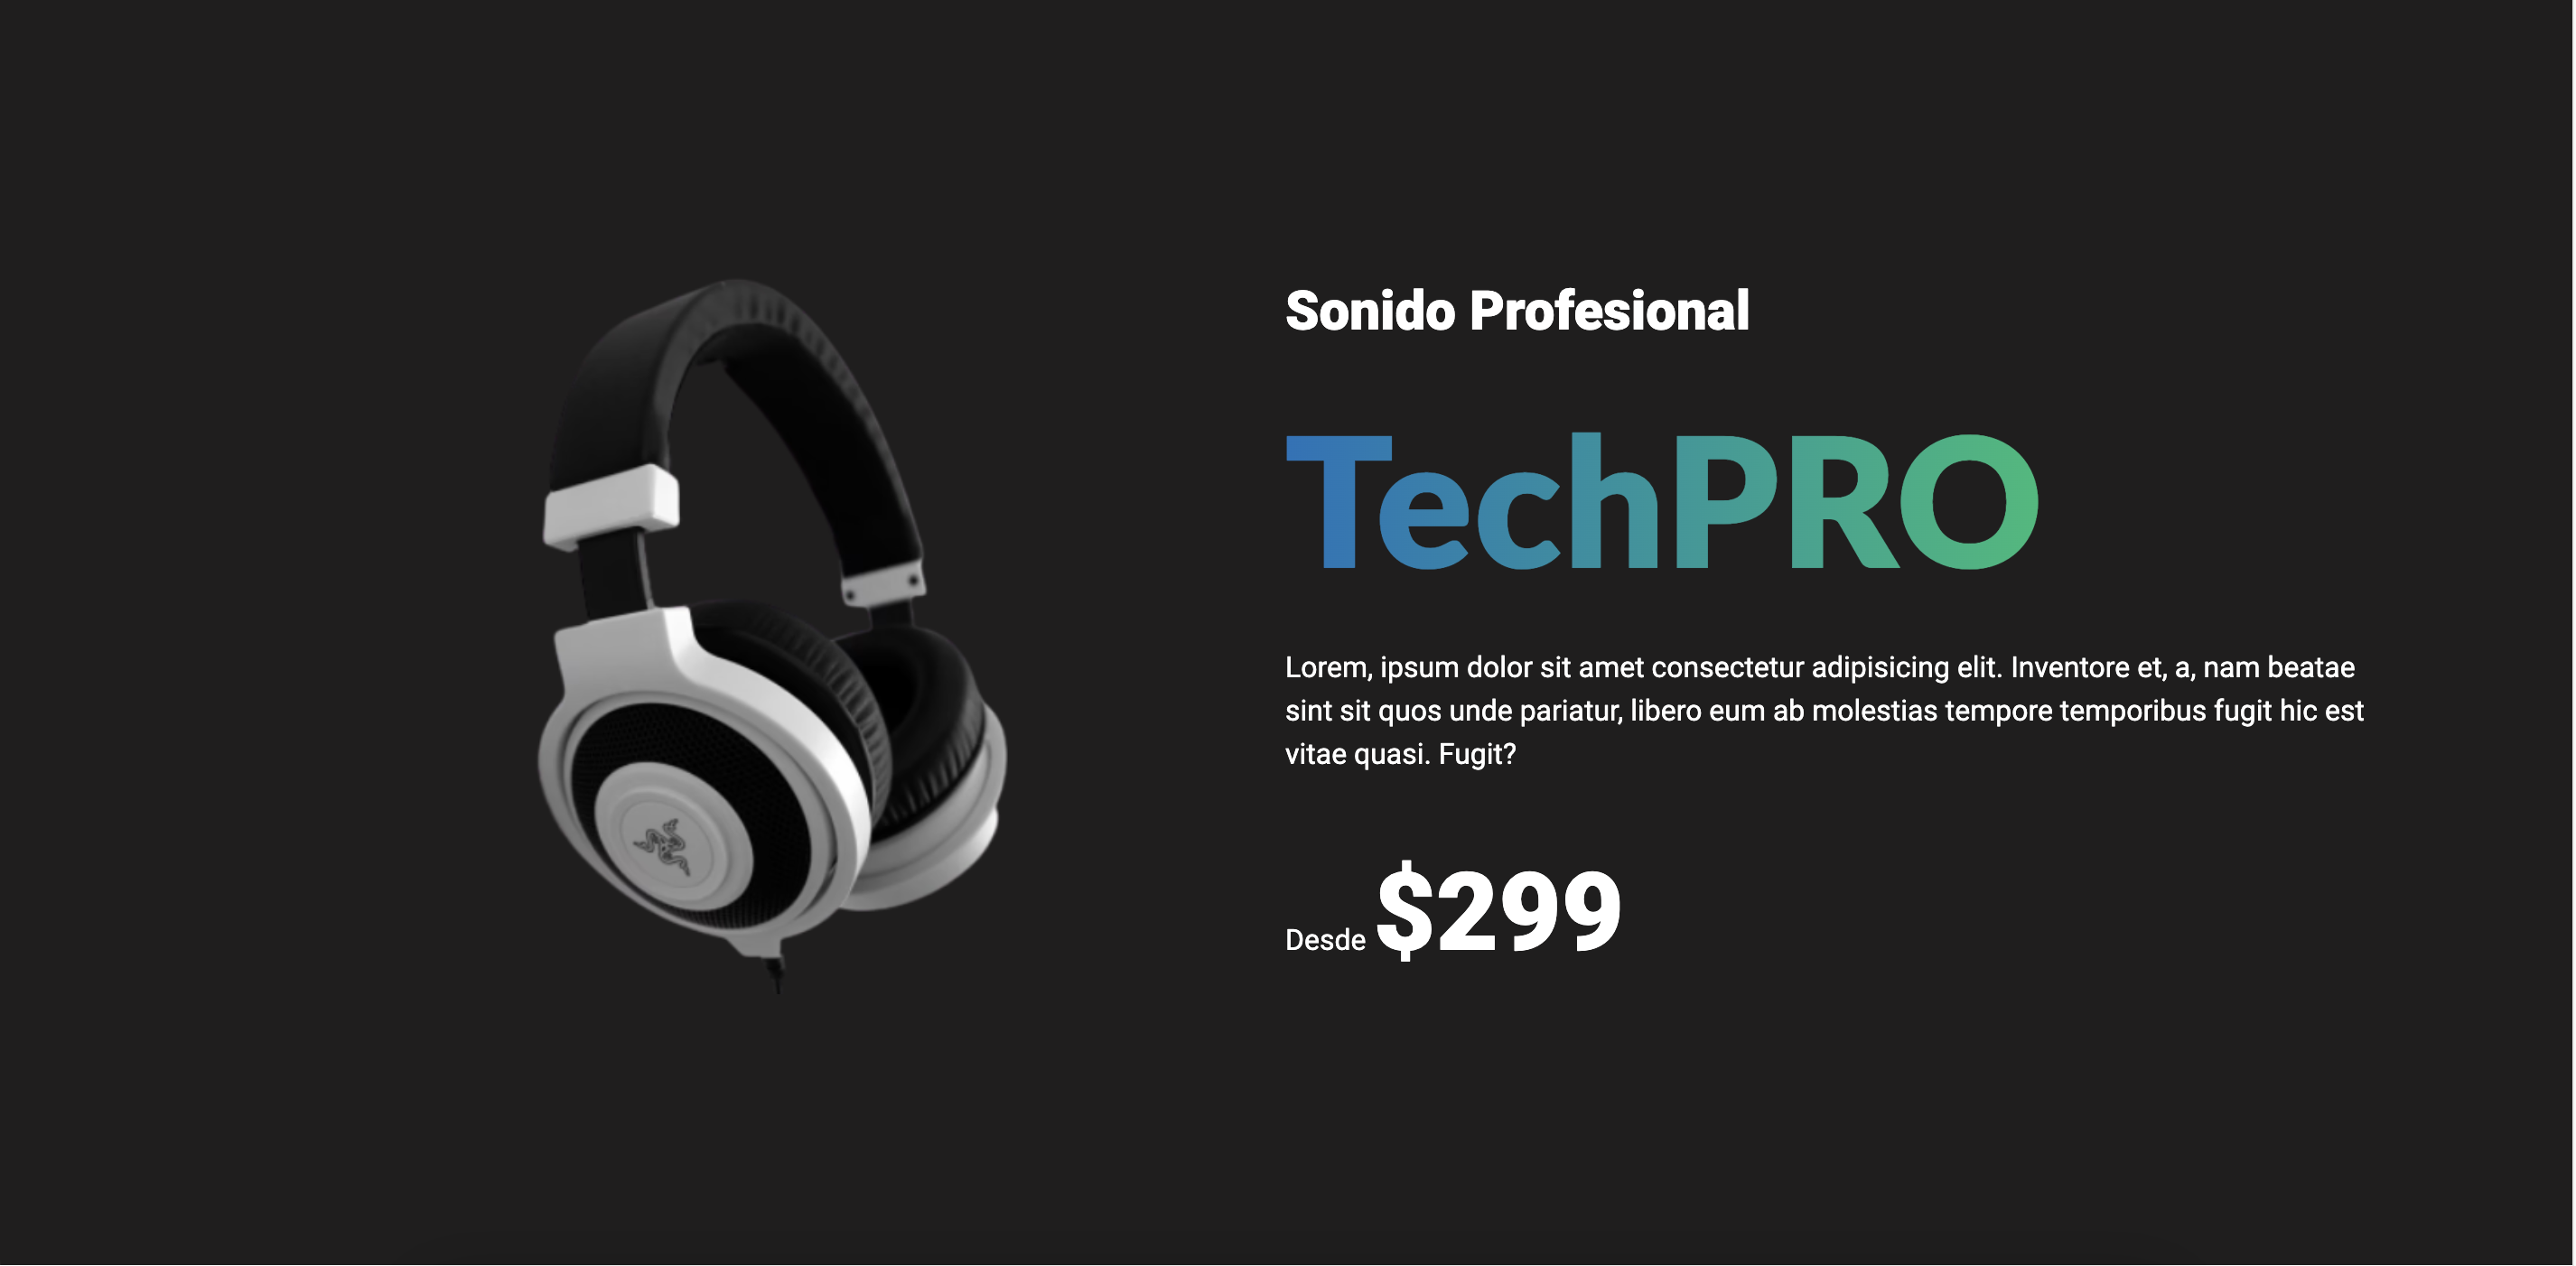 Sonido Profesional
TechPRO
Lorem, ipsum dolor sit amet consectetur adipisicing elit. Inventore et, a, nam beatae
sint sit quos unde pariatur, libero eum ab molestias tempore temporibus fugit hic est
vitae quasi. Fugit?
Desde $299